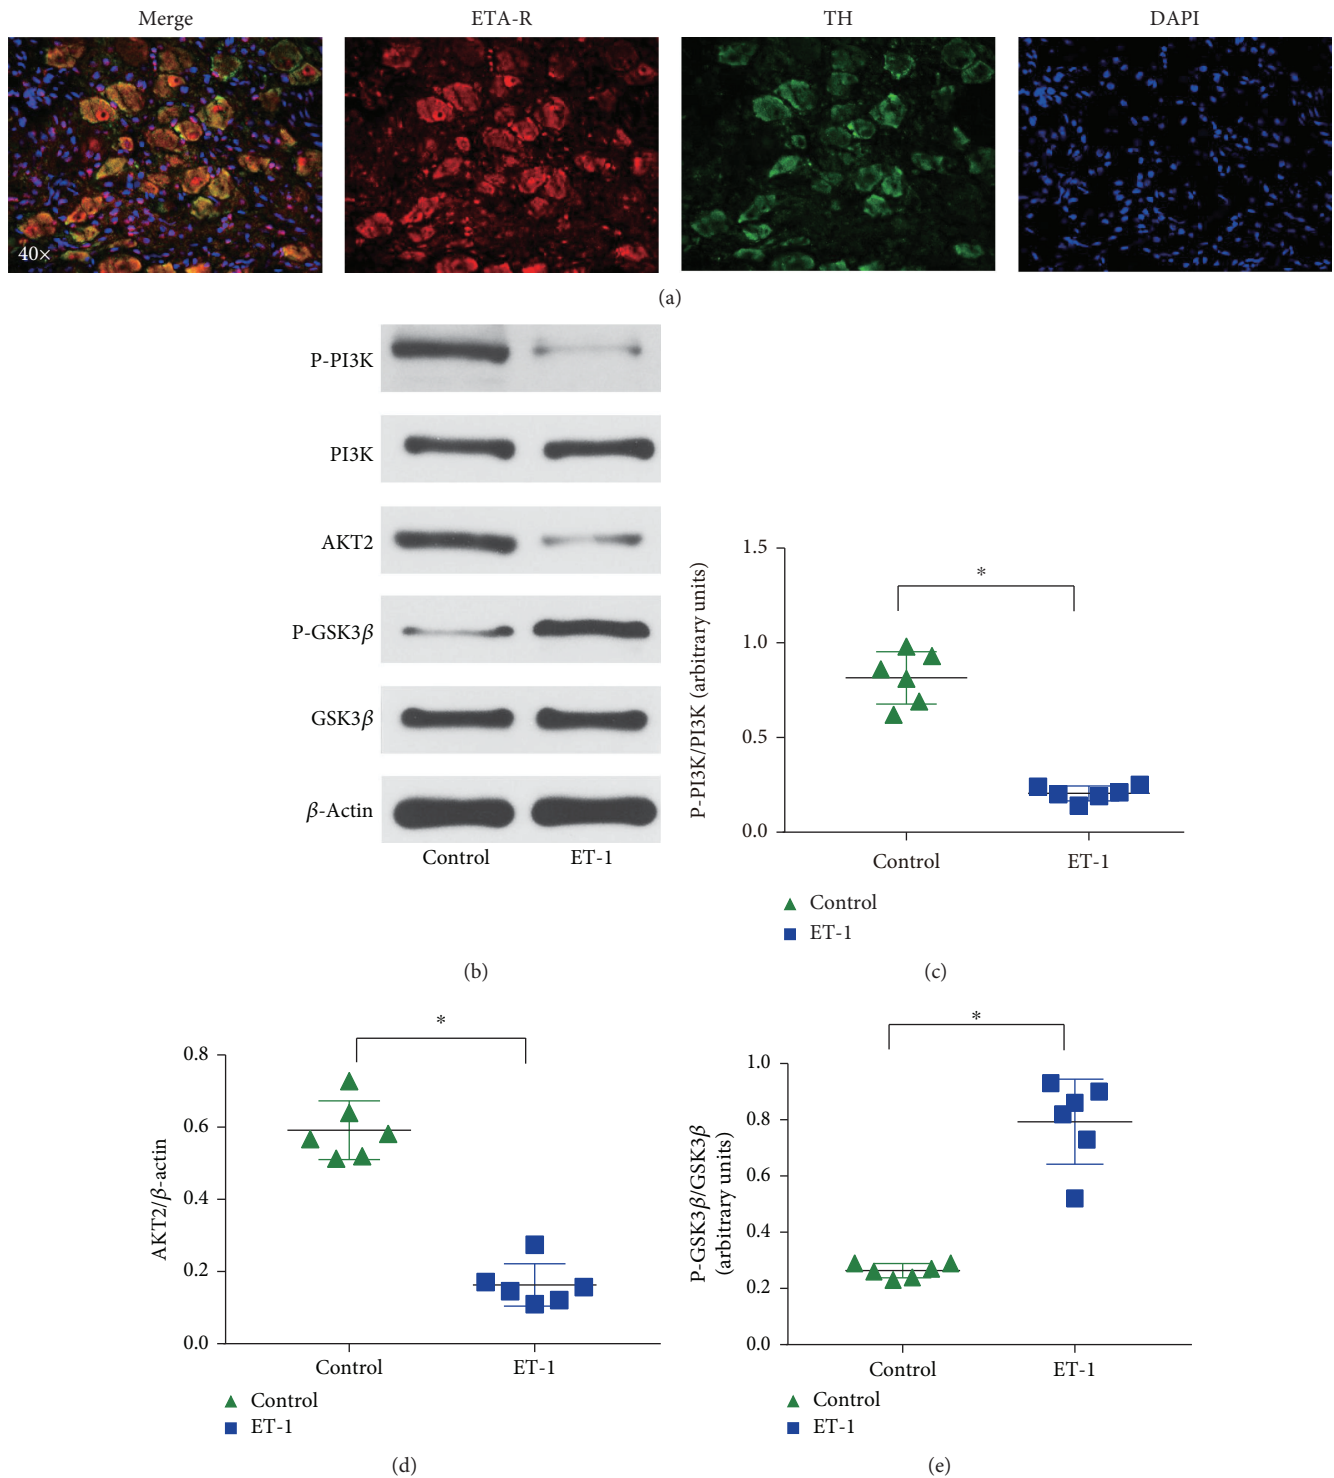 Merge
ETA-R
TH
DAPI
40×
(a)
P-PI3K
PI3K
AKT2
P-GSK3β
GSK3β
β-Actin
Control
ET-1
(b)
P-PI3K/PI3K (arbitrary units)
1.5
1.0
0.5
0.0
*
Control
ET-1
Control
ET-1
(c)
AKT2/β-actin
0.8
0.6
0.4
0.2
0.0
*
Control
ET-1
Control
ET-1
(d)
P-GSK3β/GSK3β
(arbitrary units)
1.0
0.8
0.6
0.4
0.2
0.0
*
Control
ET-1
Control
ET-1
(e)